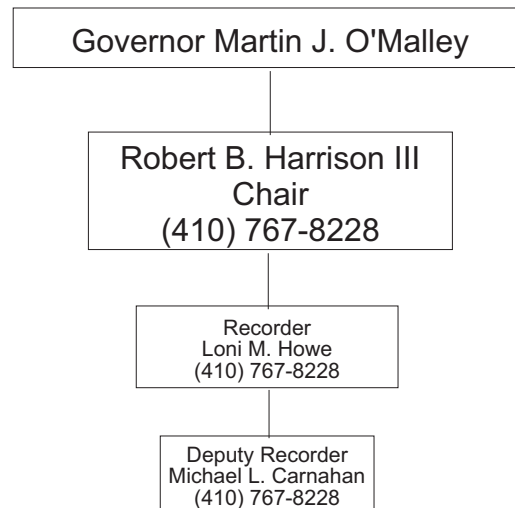 Governor Martin J. O'Malley
Robert B. Harrison III
Chair
(410) 767-8228
Recorder
Loni M. Howe
(410) 767-8228
Deputy Recorder
Michael L. Carnahan
(410) 767-8228